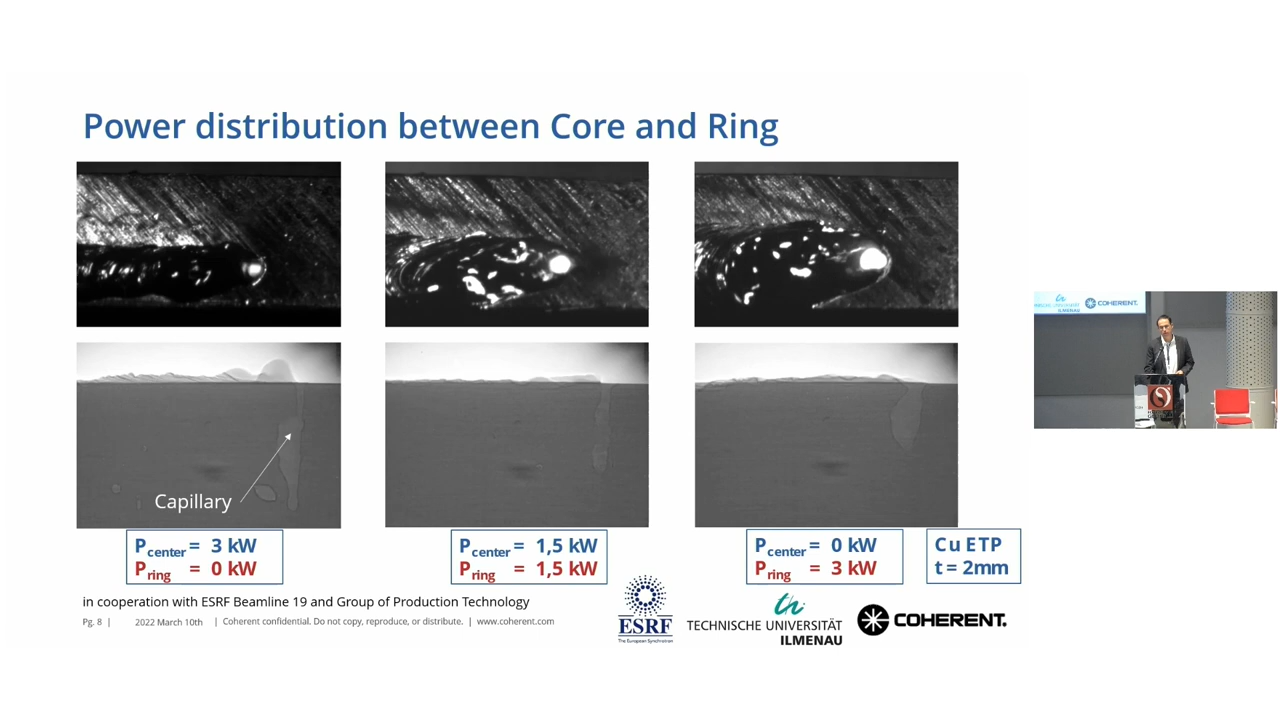 Power distribution between Core and Ring
Capillary
Pcenter = 3 kW
Pring = 0 kW
Pcenter = 1,5 kW
Pring = 1,5 kW
Pcenter = 0 kW
Pring = 3 kW
Cu ETP
t = 2mm
in cooperation with ESRF Beamline 19 and Group of Production Technology
Pg. 8 | 2022 March 10th | Coherent confidential. Do not copy, reproduce, or distribute. | www.coherent.com
ESRF
The European Synchrotron
th
TECHNISCHE UNIVERSITÄT
ILMENAU
COHERENT.
th
COHERENT.
ILMENAU